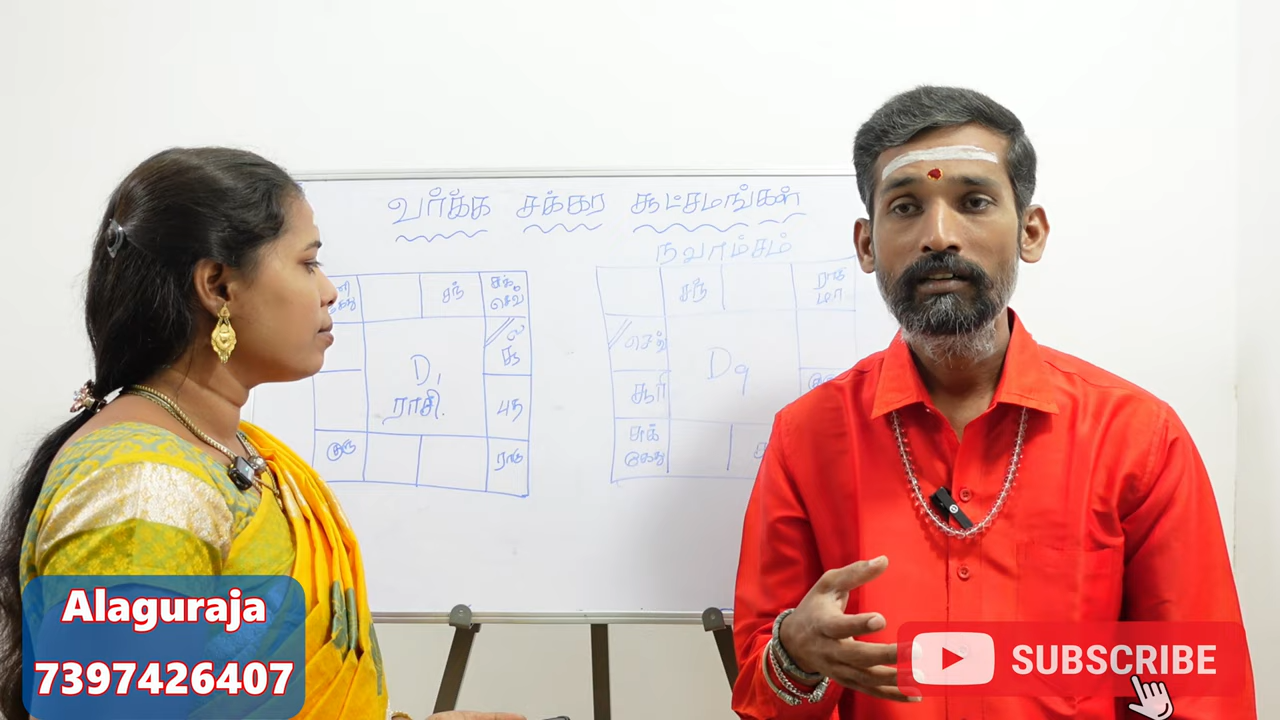 வர்க்க சக்கர சூட்சமங்கள்
நவாம்சம்
கேது சந் சுக் செவ்
ல சூ
D1
ராசி
புத
குரு ராகு
சந் ராகு மா
செவ்
D9
சூரி
சுக் கேது
Alaguraja
7397426407
SUBSCRIBE